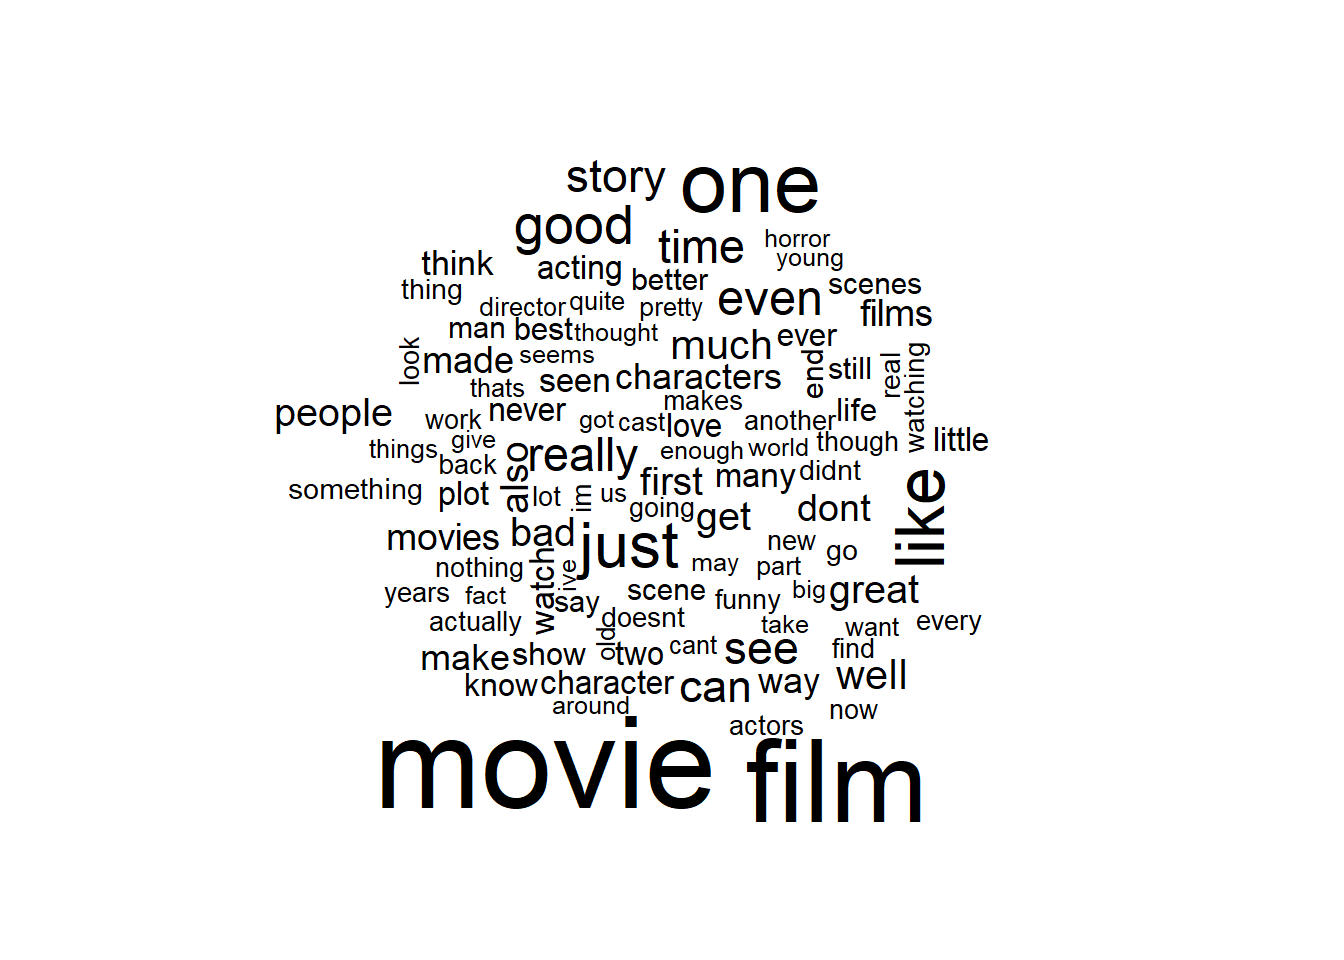 story one
good time horror
young
think acting better scenes
thing director quite pretty even films
man best thought much ever
look made seems end still real watching
thats seen characters
people work never got cast love makes another life
things give back also really enough world though little
something plot lot im us first many didnt
going get dont like
movies bad just new go
nothing watch ive may part
years fact say scene funny big great
actually doesnt take want every
make show old two cant see find
know character can way well
around actors now
movie film